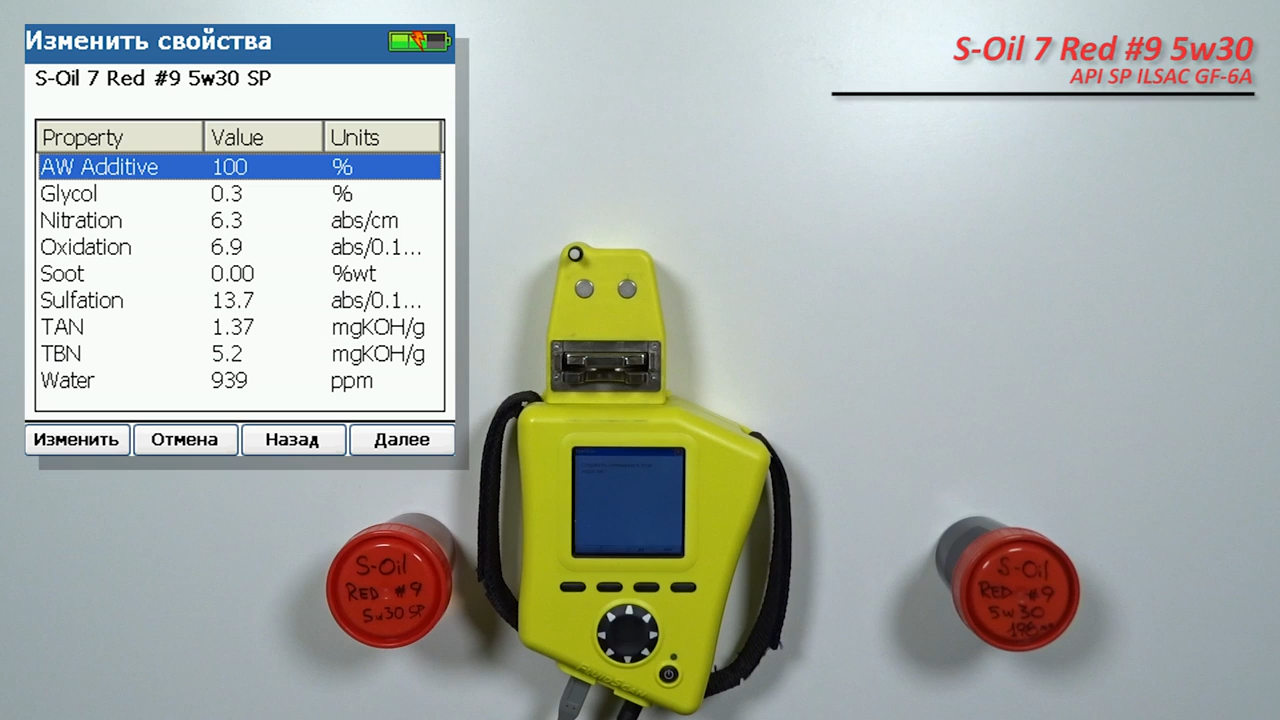 Изменить свойства
S-Oil 7 Red #9 5w30 SP
Property Value Units
AW Additive 100 %
Glycol 0.3 %
Nitration 6.3 abs/cm
Oxidation 6.9 abs/0.1...
Soot 0.00 %wt
Sulfation 13.7 abs/0.1...
TAN 1.37 mgKOH/g
TBN 5.2 mgKOH/g
Water 939 ppm
Изменить Отмена Назад Далее
S-Oil 7 Red #9 5w30
API SP ILSAC GF-6A
S-Oil
RED #9
5w30 SP
S-Oil
RED #9
5w30